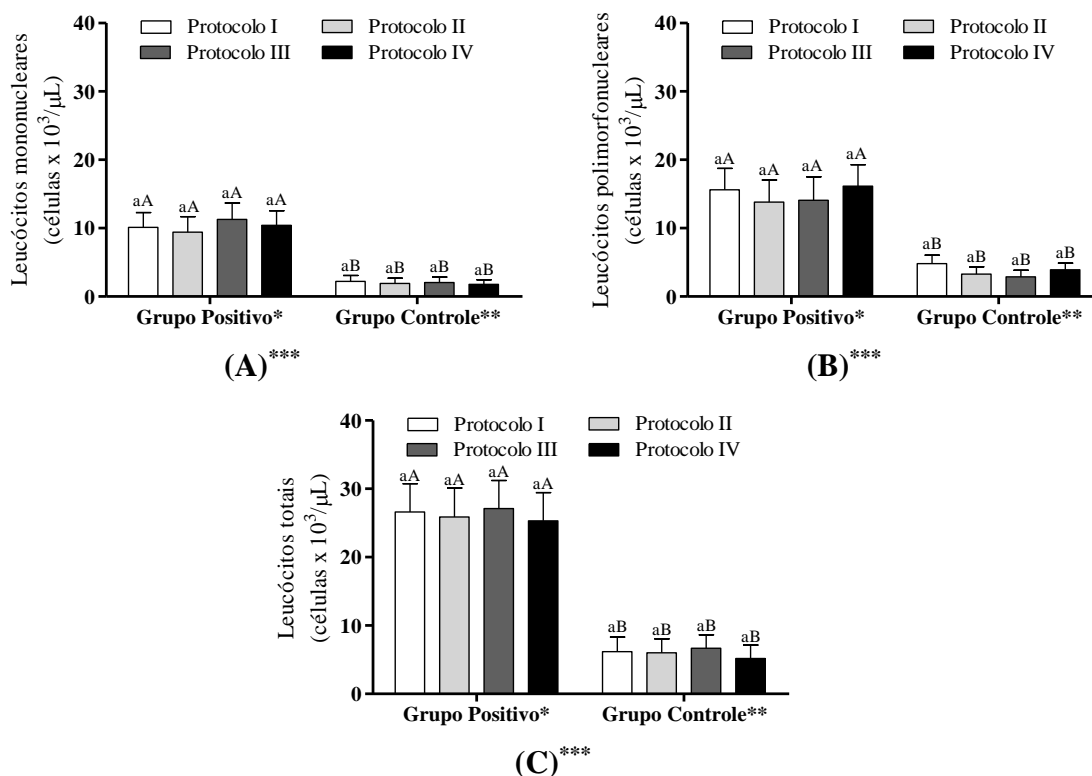 40
30
20
10
0
Leucócitos mononucleares
(células x 10³/μL)
Protocolo I
Protocolo II
Protocolo III
Protocolo IV
aA aA aA aA
aB aB aB aB
Grupo Positivo* Grupo Controle**
(A)***
40
30
20
10
0
Leucócitos polimorfonucleares
(células x 10³/μL)
Protocolo I
Protocolo II
Protocolo III
Protocolo IV
aA aA aA aA
aB aB aB aB
Grupo Positivo* Grupo Controle**
(B)***
40
30
20
10
0
Leucócitos totais
(células x 10³/μL)
Protocolo I
Protocolo II
Protocolo III
Protocolo IV
aA aA aA aA
aB aB aB aB
Grupo Positivo* Grupo Controle**
(C)***